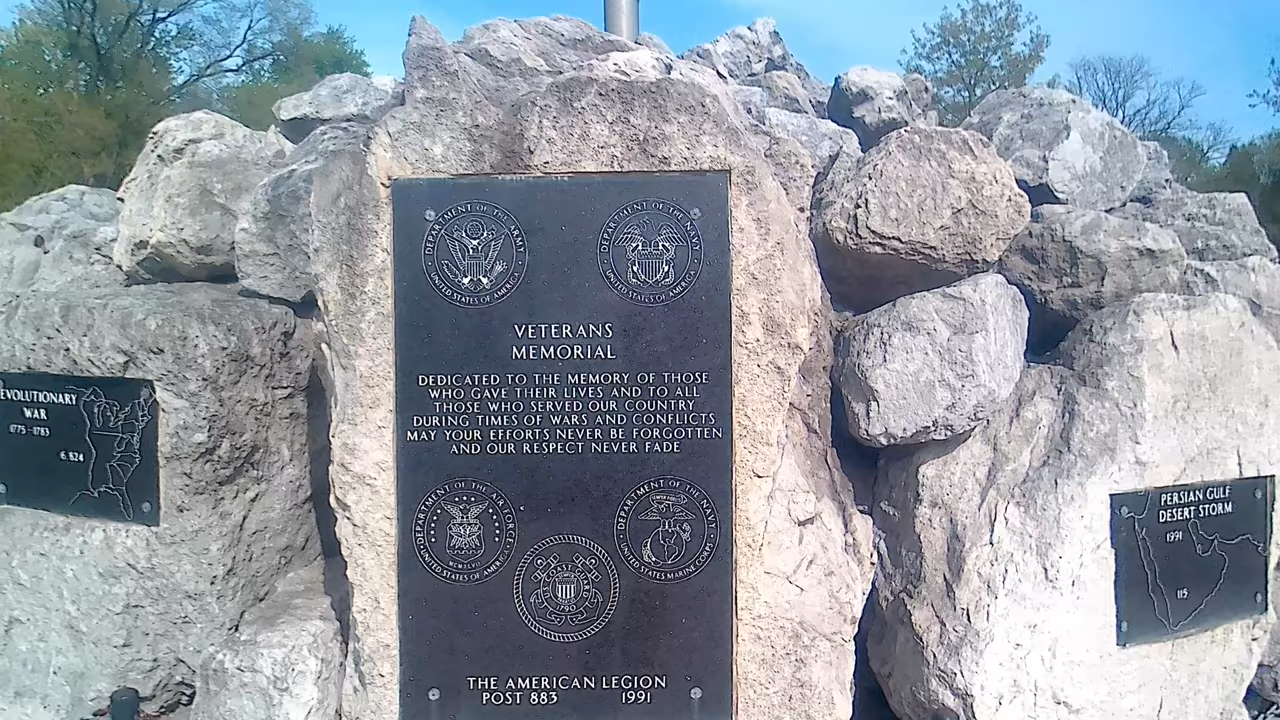 DEPARTMENT OF THE ARMY
UNITED STATES OF AMERICA
DEPARTMENT OF THE NAVY
UNITED STATES OF AMERICA
VETERANS
MEMORIAL
DEDICATED TO THE MEMORY OF THOSE
WHO GAVE THEIR LIVES AND TO ALL
THOSE WHO SERVED OUR COUNTRY
DURING TIMES OF WARS AND CONFLICTS
MAY YOUR EFFORTS NEVER BE FORGOTTEN
AND OUR RESPECT NEVER FADE
DEPARTMENT OF THE AIR FORCE
MCMXLVII
UNITED STATES OF AMERICA
DEPARTMENT OF THE NAVY
UNITED STATES MARINE CORPS
COAST GUARD
1790
THE AMERICAN LEGION
POST 883 1991
EVOLUTIONARY
WAR
1775-1783
6,824
PERSIAN GULF
DESERT STORM
1991
115